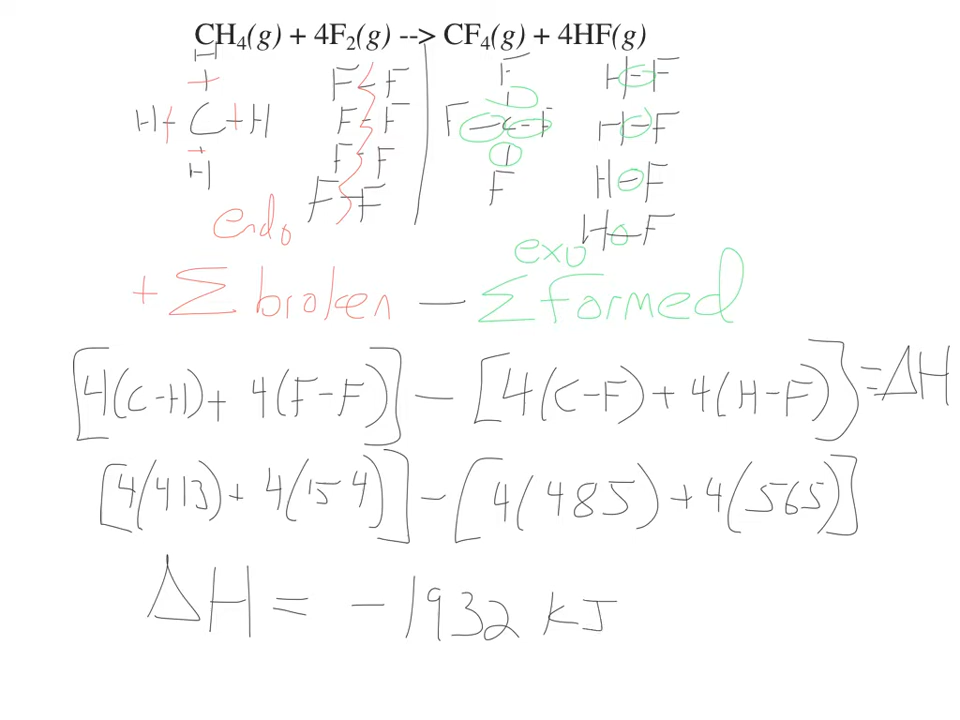 CH4(g) + 4F2(g) --> CF4(g) + 4HF(g)
H F-F F H-F
H C H F-F F-C-F H-F
H F-F F H-F
F-F H-F
endo exo
+ Σ broken - Σ formed
[4(C-H)+ 4(F-F)] - [4(C-F)+4(H-F)]=ΔH
[4(413)+ 4(154)] - [4(485)+4(565)]
ΔH = -1932 kJ